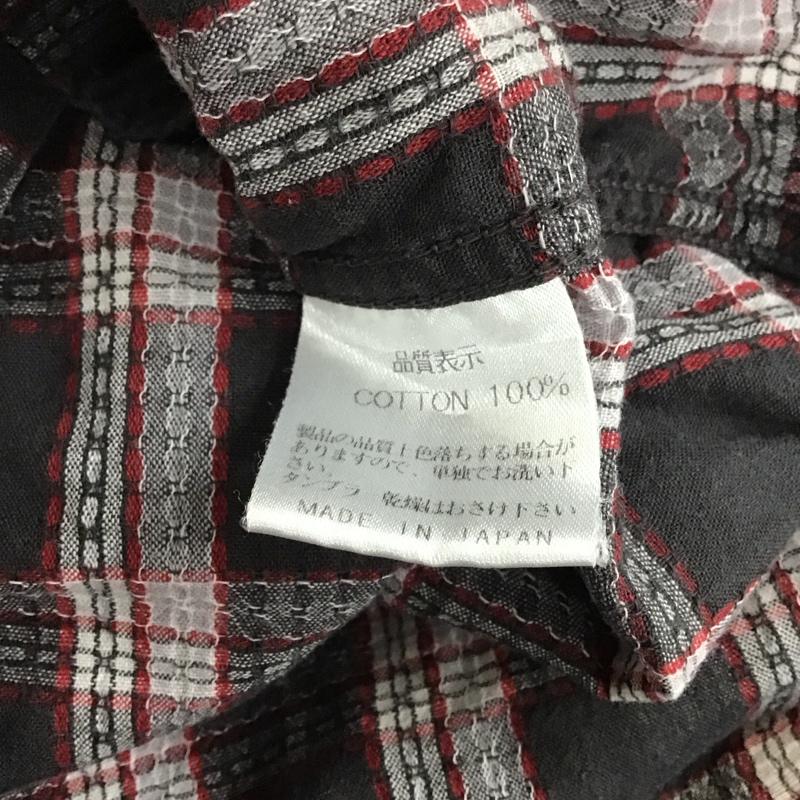 品質表示
COTTON 100%
製品の品質上色落ちする場合が
ありますので、単独でお洗い下
さい。
タンブラ 乾燥はおさけ下さい
MADE IN JAPAN